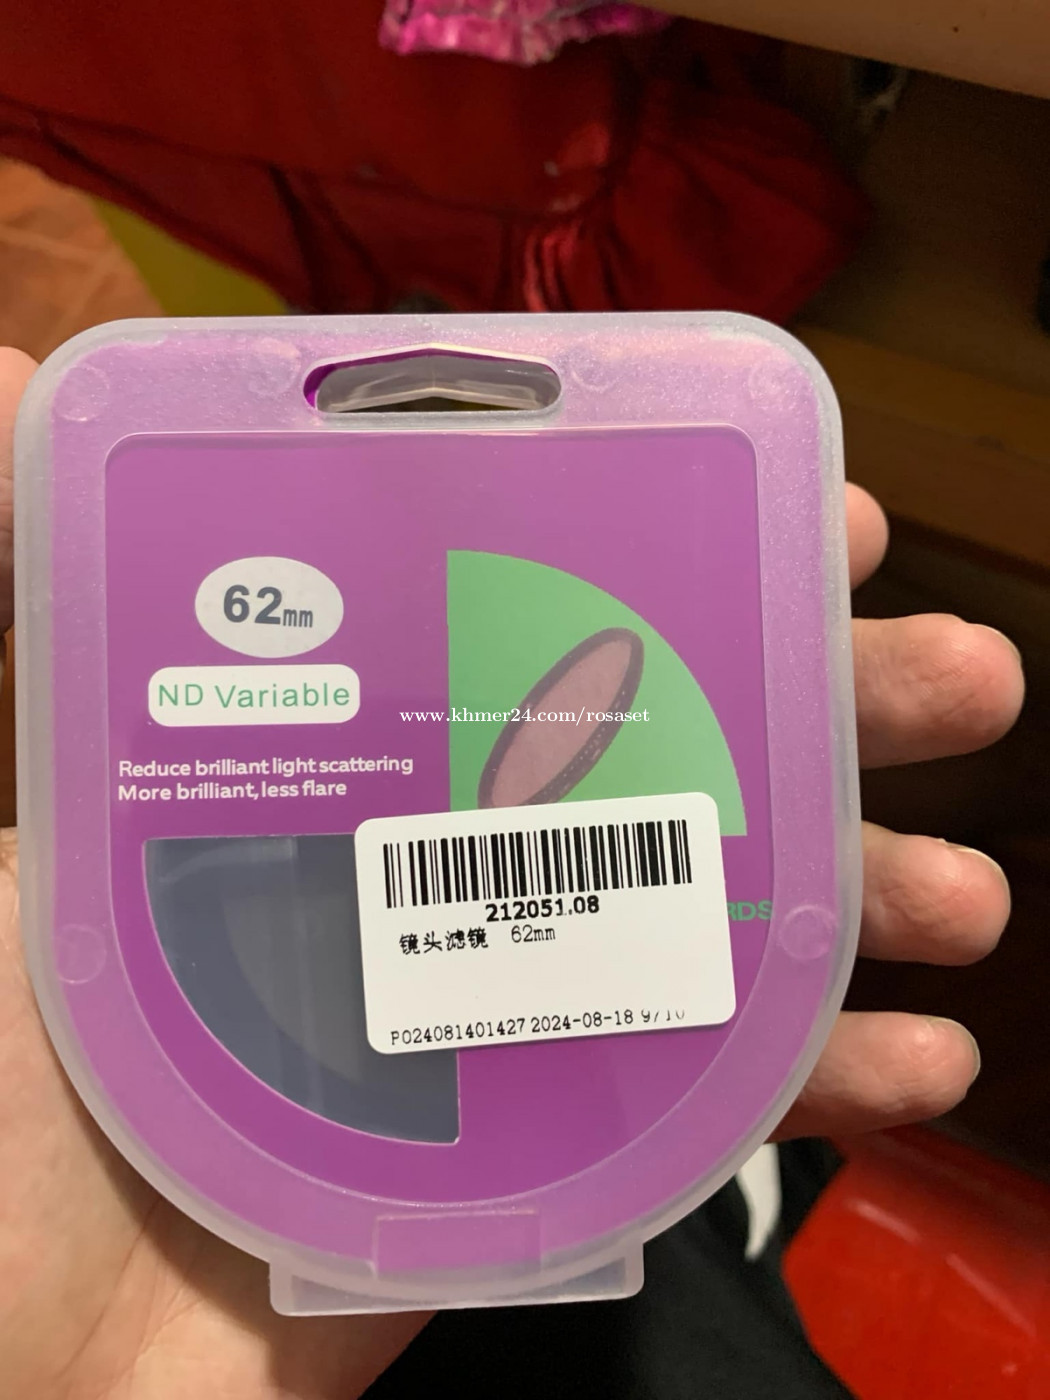 62mm
ND Variable
www.khmer24.com/rosaset
Reduce brilliant light scattering
More brilliant, less flare
212051.08
RDS
镜头滤镜 62mm
P024081401427 2024-08-18